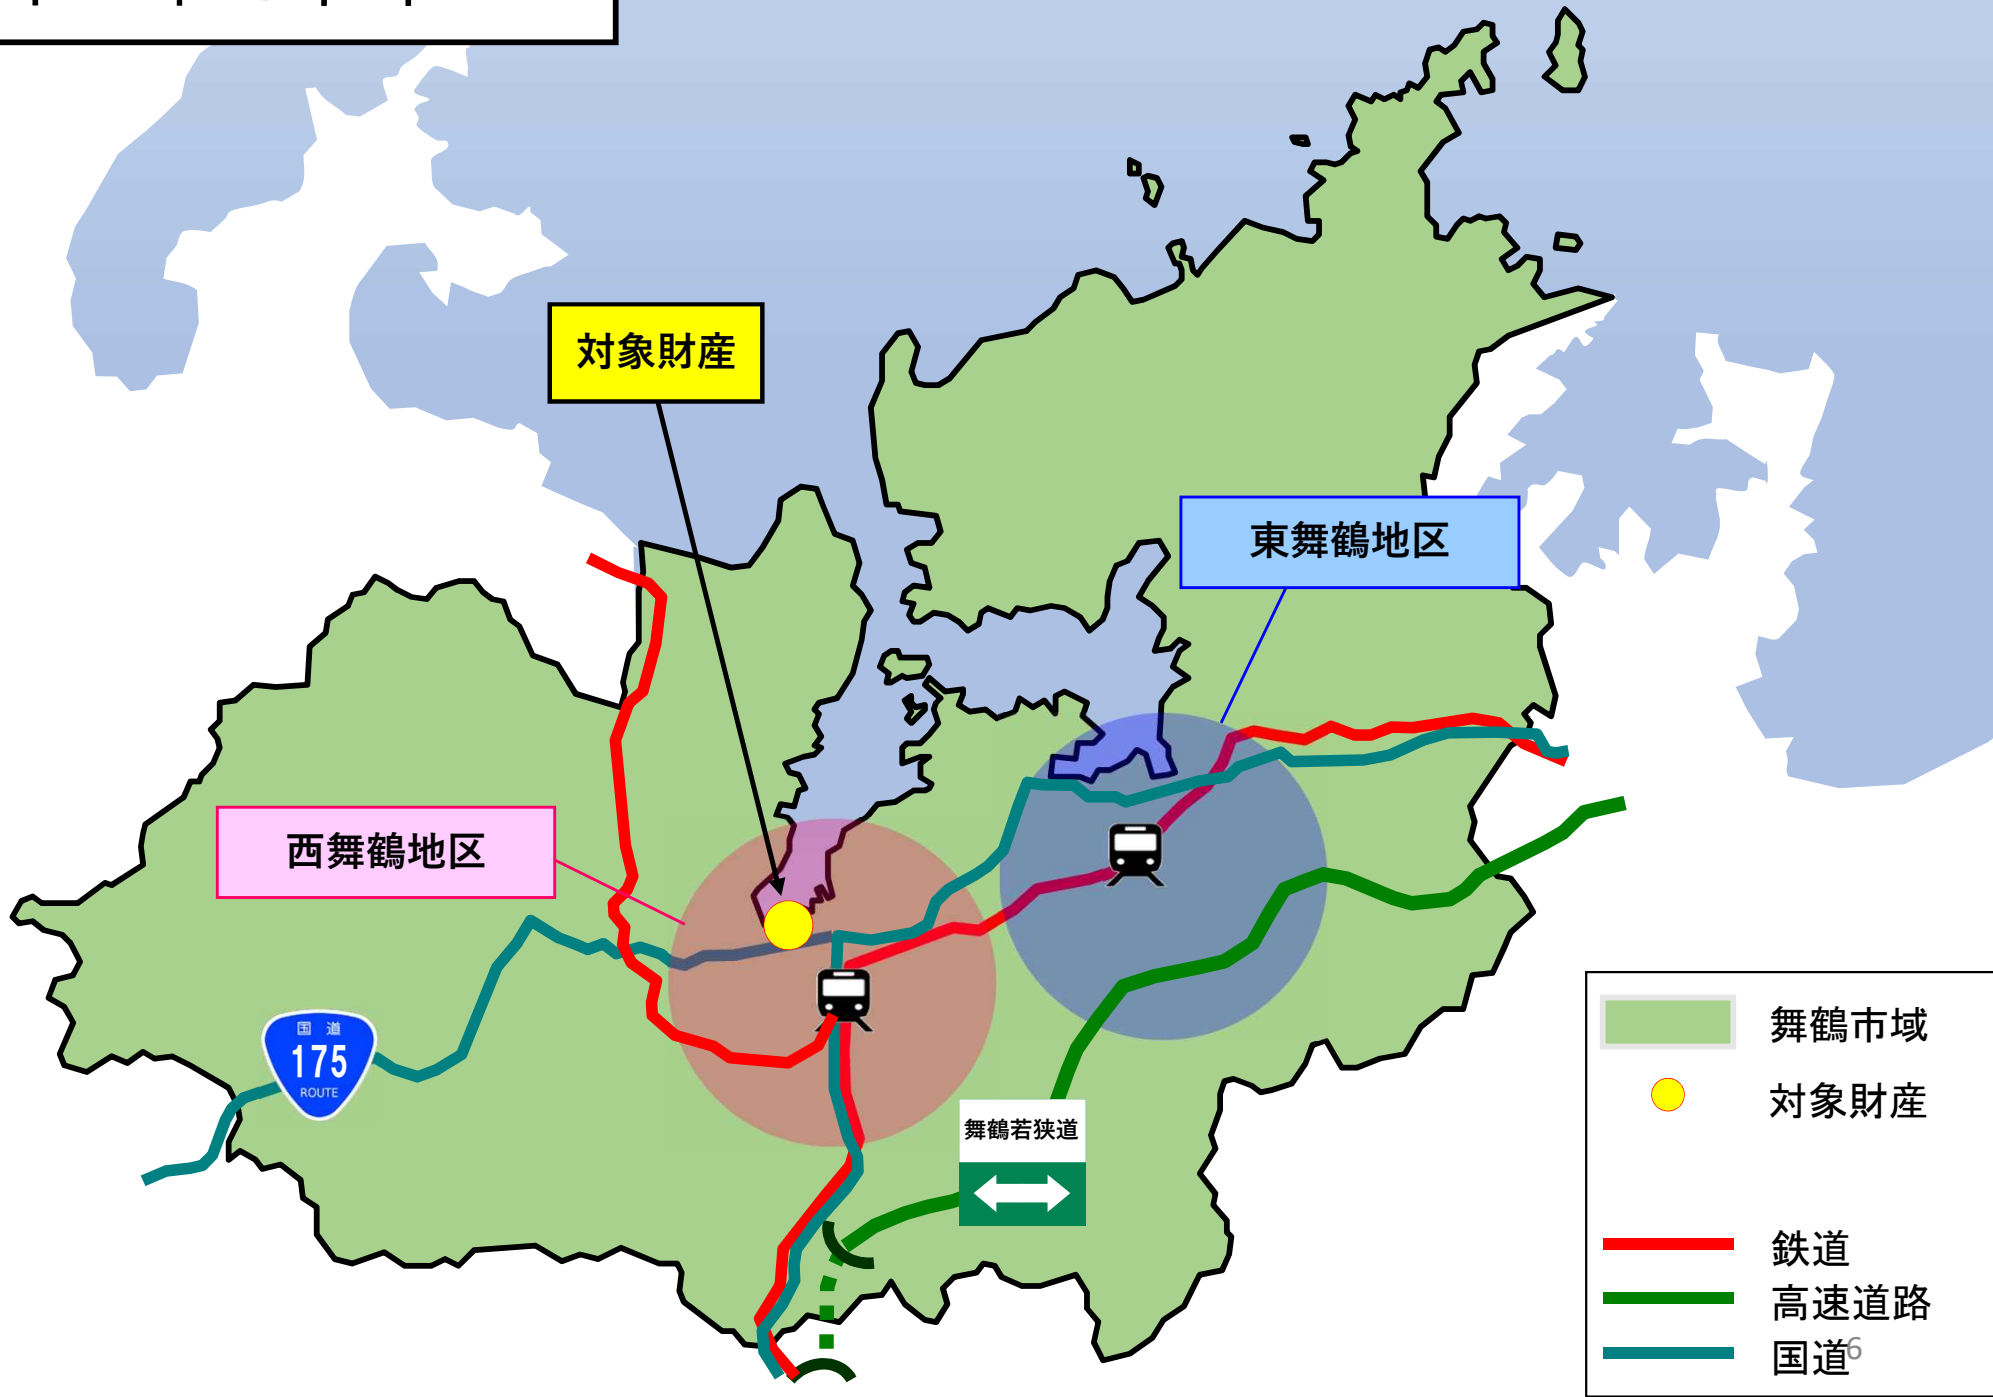 対象財産
東舞鶴地区
西舞鶴地区
国 道
175
ROUTE
舞鶴若狭道
舞鶴市域
対象財産
鉄道
高速道路
国道
6